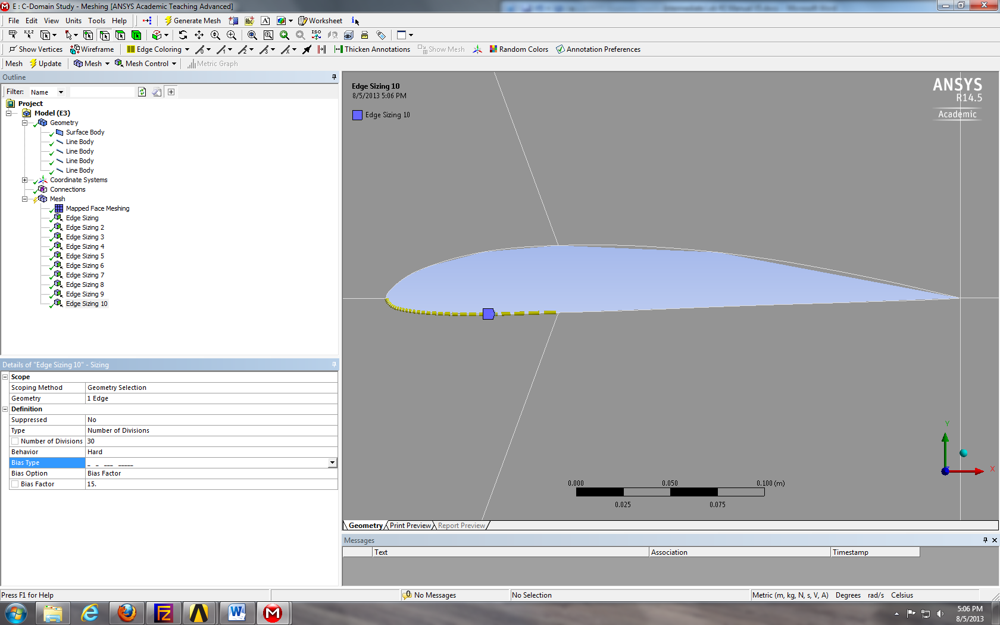 E : C-Domain Study - Meshing [ANSYS Academic Teaching Advanced]
File Edit View Units Tools Help Generate Mesh Worksheet
Show Vertices Wireframe Edge Coloring Thicken Annotations Show Mesh Random Colors Annotation Preferences
Mesh Update Mesh Mesh Control Metric Graph
Outline
Filter: Name
Project
Model (E3)
Geometry
Surface Body
Line Body
Line Body
Line Body
Line Body
Coordinate Systems
Connections
Mesh
Mapped Face Meshing
Edge Sizing
Edge Sizing 2
Edge Sizing 3
Edge Sizing 4
Edge Sizing 5
Edge Sizing 6
Edge Sizing 7
Edge Sizing 8
Edge Sizing 9
Edge Sizing 10
Details of "Edge Sizing 10" - Sizing
Scope
Scoping Method Geometry Selection
Geometry 1 Edge
Definition
Suppressed No
Type Number of Divisions
Number of Divisions 30
Behavior Hard
Bias Type _ _ __ ____
Bias Option Bias Factor
Bias Factor 15.
Edge Sizing 10
8/5/2013 5:06 PM
Edge Sizing 10
ANSYS
R14.5
Academic
Y
X
0.000 0.050 0.100 (m)
0.025 0.075
Geometry Print Preview Report Preview
Messages
Text Association Timestamp
Press F1 for Help 0 No Messages No Selection Metric (m, kg, N, s, V, A) Degrees rad/s Celsius
5:06 PM
8/5/2013